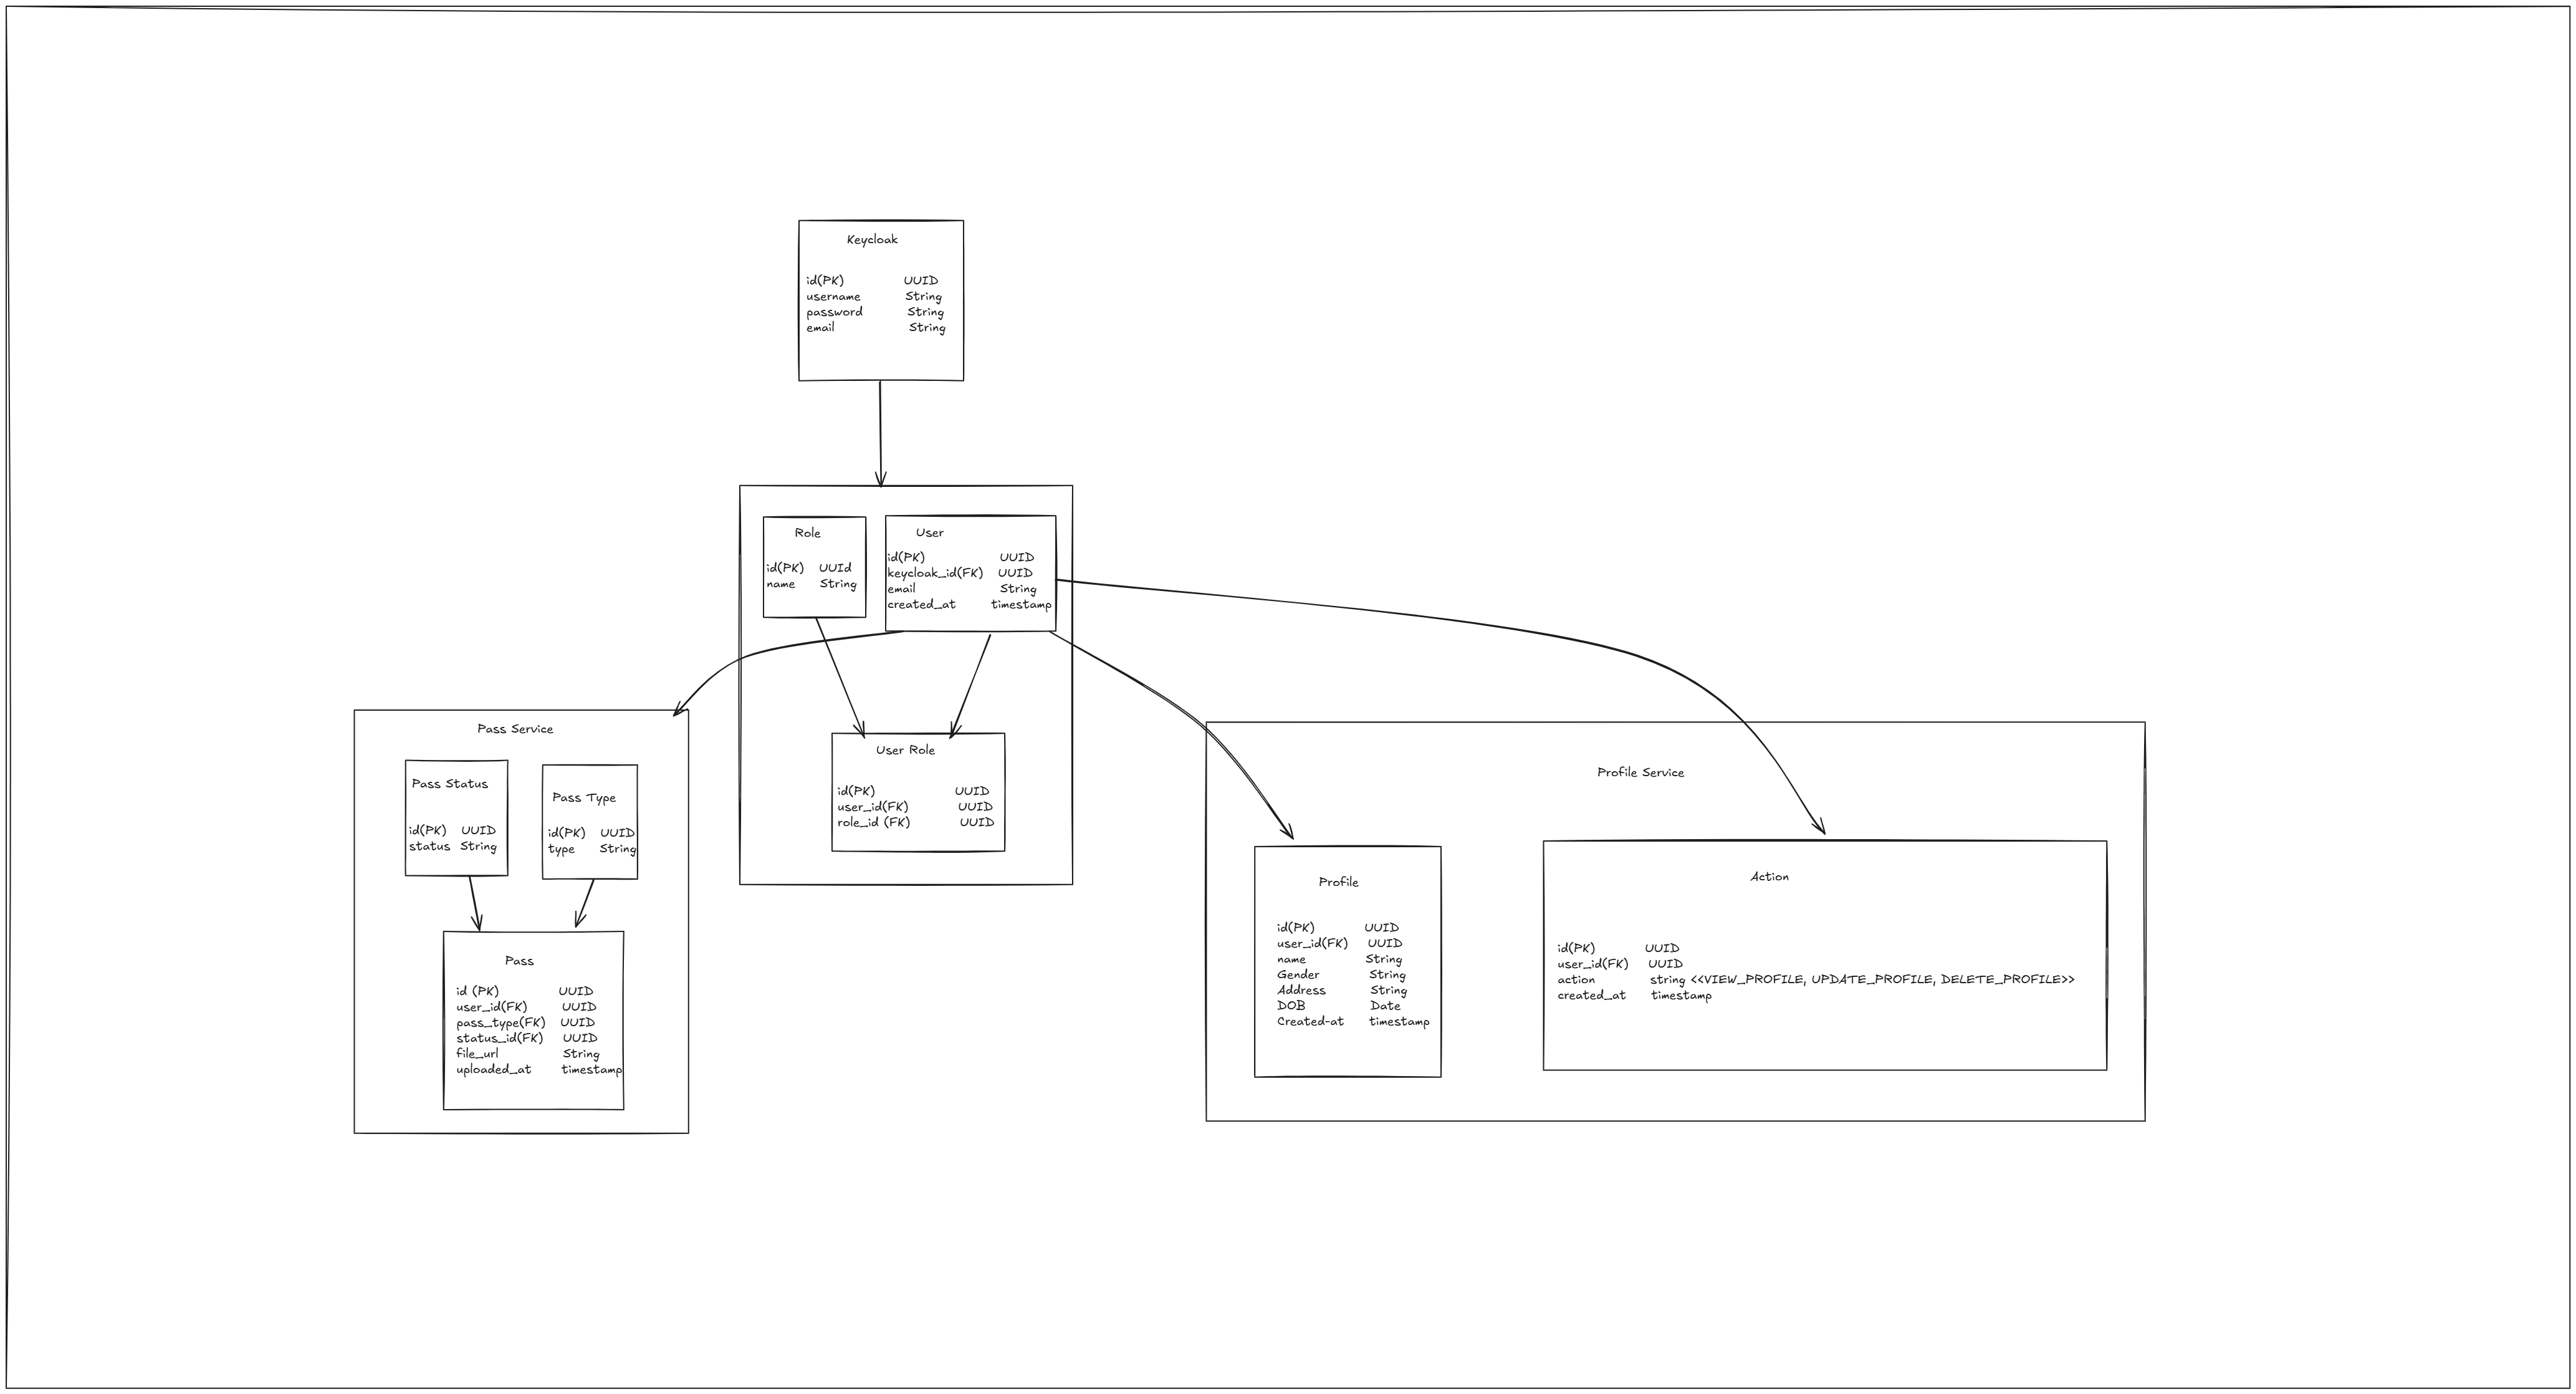 Keycloak
id(PK) UUID
username String
password String
email String
Role
id(PK) UUId
name String
User
id(PK) UUID
keycloak_id(FK) UUID
email String
created_at timestamp
User Role
id(PK) UUID
user_id(FK) UUID
role_id (FK) UUID
Pass Service
Pass Status
id(PK) UUID
status String
Pass Type
id(PK) UUID
type String
Pass
id (PK) UUID
user_id(FK) UUID
pass_type(FK) UUID
status_id(FK) UUID
file_url String
uploaded_at timestamp
Profile Service
Profile
id(PK) UUID
user_id(FK) UUID
name String
Gender String
Address String
DOB Date
Created-at timestamp
Action
id(PK) UUID
user_id(FK) UUID
action string <<VIEW_PROFILE, UPDATE_PROFILE, DELETE_PROFILE>>
created_at timestamp